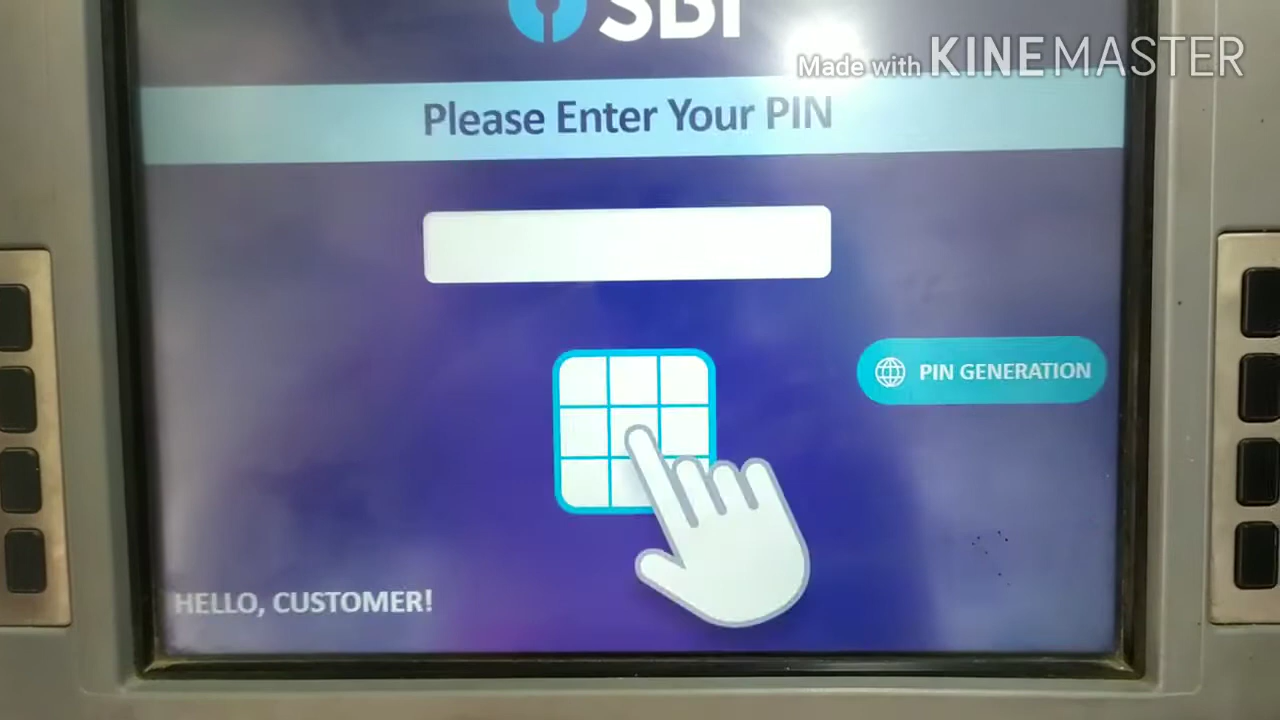 SBI
Made with KINEMASTER
Please Enter Your PIN
PIN GENERATION
HELLO, CUSTOMER!